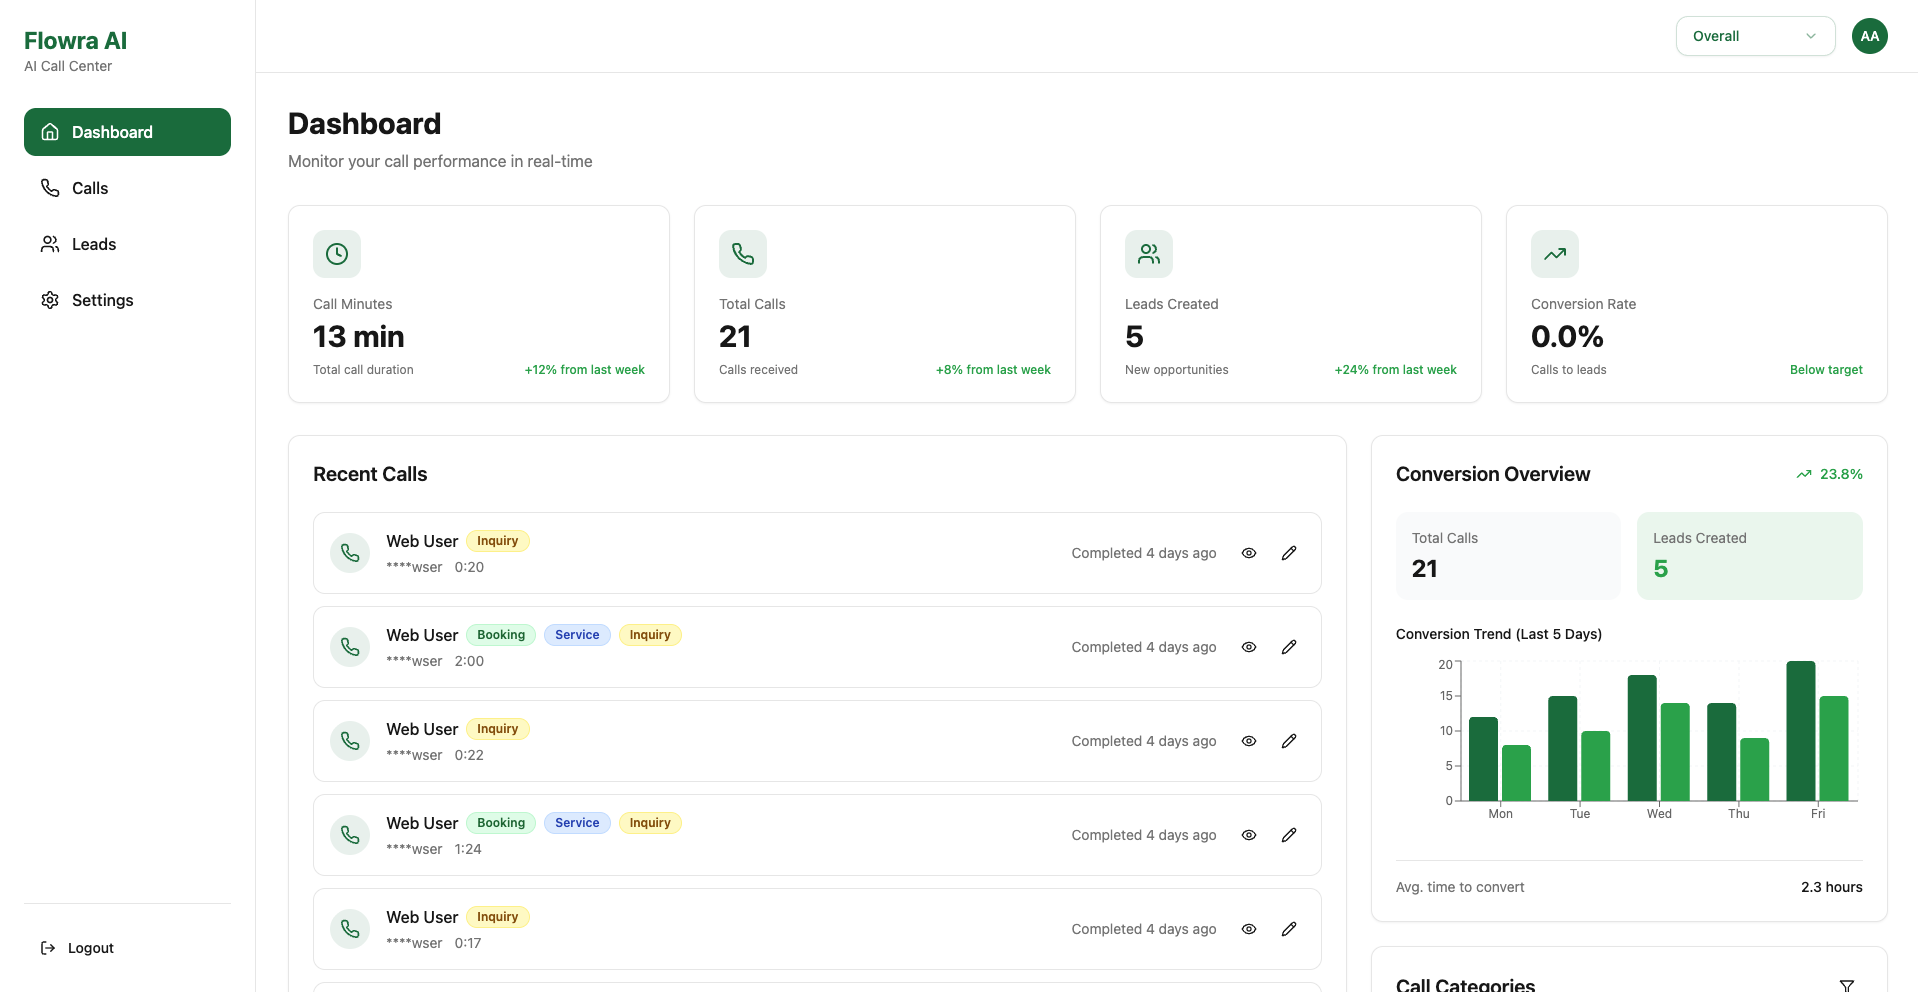 Flowra AI
AI Call Center
Dashboard
Calls
Leads
Settings
Logout
Overall
AA
Dashboard
Monitor your call performance in real-time
Call Minutes
13 min
Total call duration
+12% from last week
Total Calls
21
Calls received
+8% from last week
Leads Created
5
New opportunities
+24% from last week
Conversion Rate
0.0%
Calls to leads
Below target
Recent Calls
Web User Inquiry
****wser 0:20
Completed 4 days ago
Web User Booking Service Inquiry
****wser 2:00
Completed 4 days ago
Web User Inquiry
****wser 0:22
Completed 4 days ago
Web User Booking Service Inquiry
****wser 1:24
Completed 4 days ago
Web User Inquiry
****wser 0:17
Completed 4 days ago
Conversion Overview
23.8%
Total Calls
21
Leads Created
5
Conversion Trend (Last 5 Days)
20
15
10
5
0
Mon Tue Wed Thu Fri
Avg. time to convert
2.3 hours
Call Categories